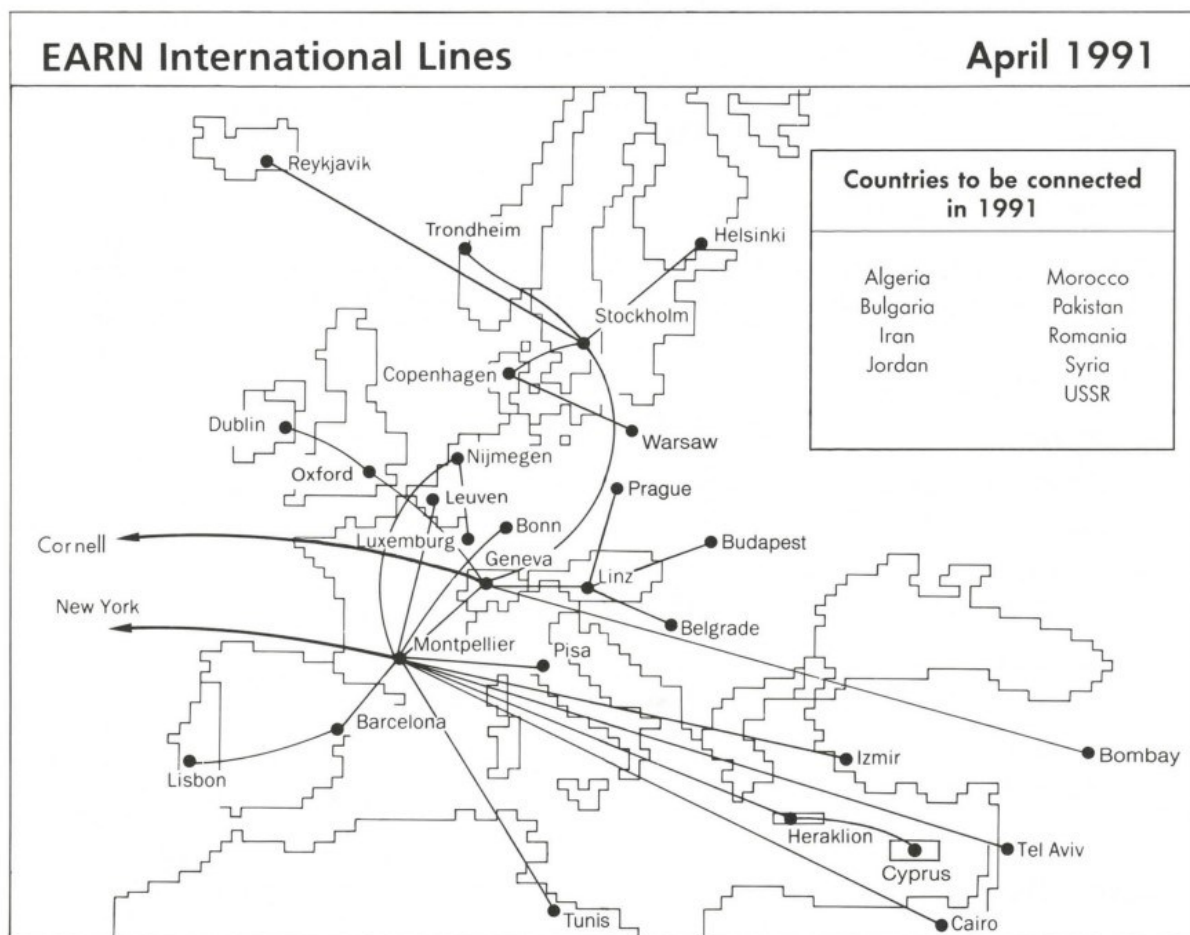 EARN International Lines
April 1991
Countries to be connected
in 1991
Algeria
Bulgaria
Iran
Jordan
Morocco
Pakistan
Romania
Syria
USSR
Reykjavik
Trondheim
Helsinki
Stockholm
Copenhagen
Dublin
Warsaw
Nijmegen
Oxford
Prague
Leuven
Bonn
Luxemburg
Cornell
Budapest
Geneva
Linz
New York
Belgrade
Montpellier
Pisa
Barcelona
Izmir
Bombay
Lisbon
Heraklion
Tel Aviv
Cyprus
Tunis
Cairo